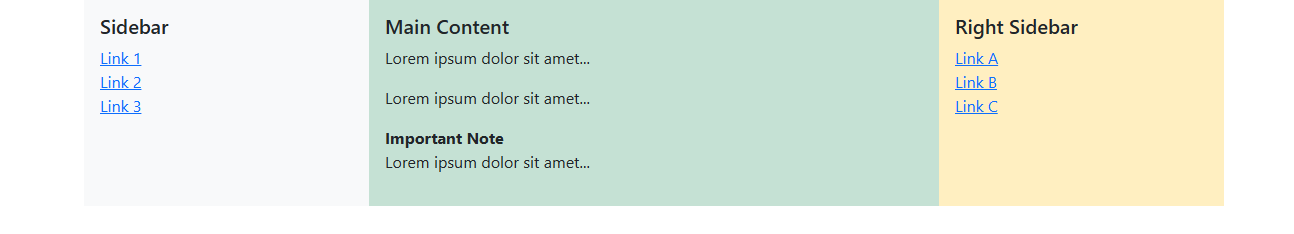 Sidebar
Link 1
Link 2
Link 3
Main Content
Lorem ipsum dolor sit amet...
Lorem ipsum dolor sit amet...
Important Note
Lorem ipsum dolor sit amet...
Right Sidebar
Link A
Link B
Link C